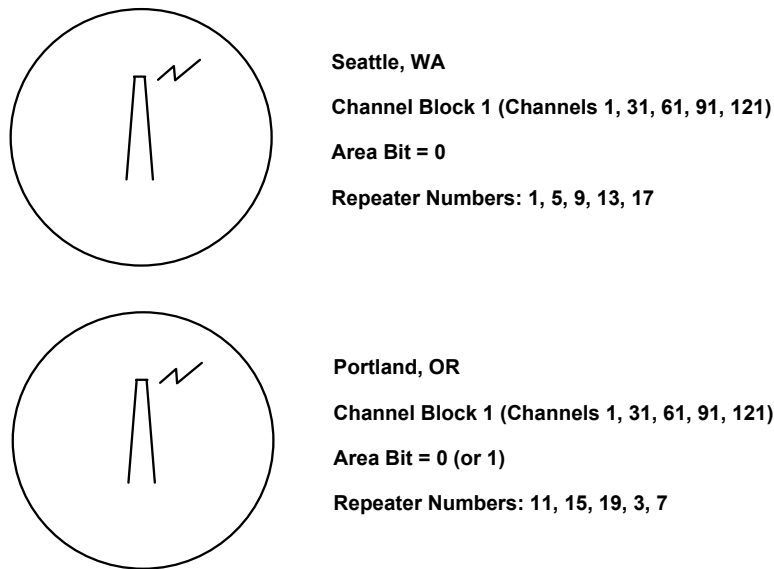 Seattle, WA
Channel Block 1 (Channels 1, 31, 61, 91, 121)
Area Bit = 0
Repeater Numbers: 1, 5, 9, 13, 17
Portland, OR
Channel Block 1 (Channels 1, 31, 61, 91, 121)
Area Bit = 0 (or 1)
Repeater Numbers: 11, 15, 19, 3, 7